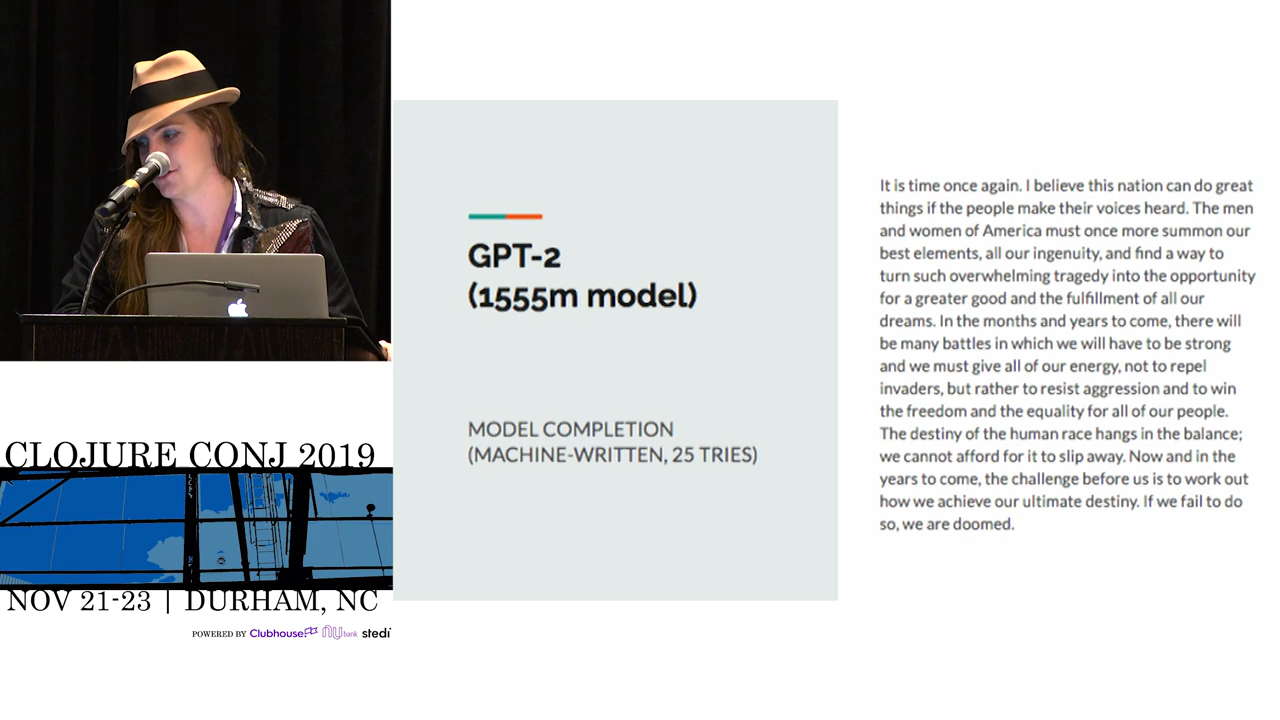 CLOJURE CONJ 2019
NOV 21-23 | DURHAM, NC
POWERED BY Clubhouse nu bank stedi
GPT-2
(1555m model)
MODEL COMPLETION
(MACHINE-WRITTEN, 25 TRIES)
It is time once again. I believe this nation can do great
things if the people make their voices heard. The men
and women of America must once more summon our
best elements, all our ingenuity, and find a way to
turn such overwhelming tragedy into the opportunity
for a greater good and the fulfillment of all our
dreams. In the months and years to come, there will
be many battles in which we will have to be strong
and we must give all of our energy, not to repel
invaders, but rather to resist aggression and to win
the freedom and the equality for all of our people.
The destiny of the human race hangs in the balance;
we cannot afford for it to slip away. Now and in the
years to come, the challenge before us is to work out
how we achieve our ultimate destiny. If we fail to do
so, we are doomed.